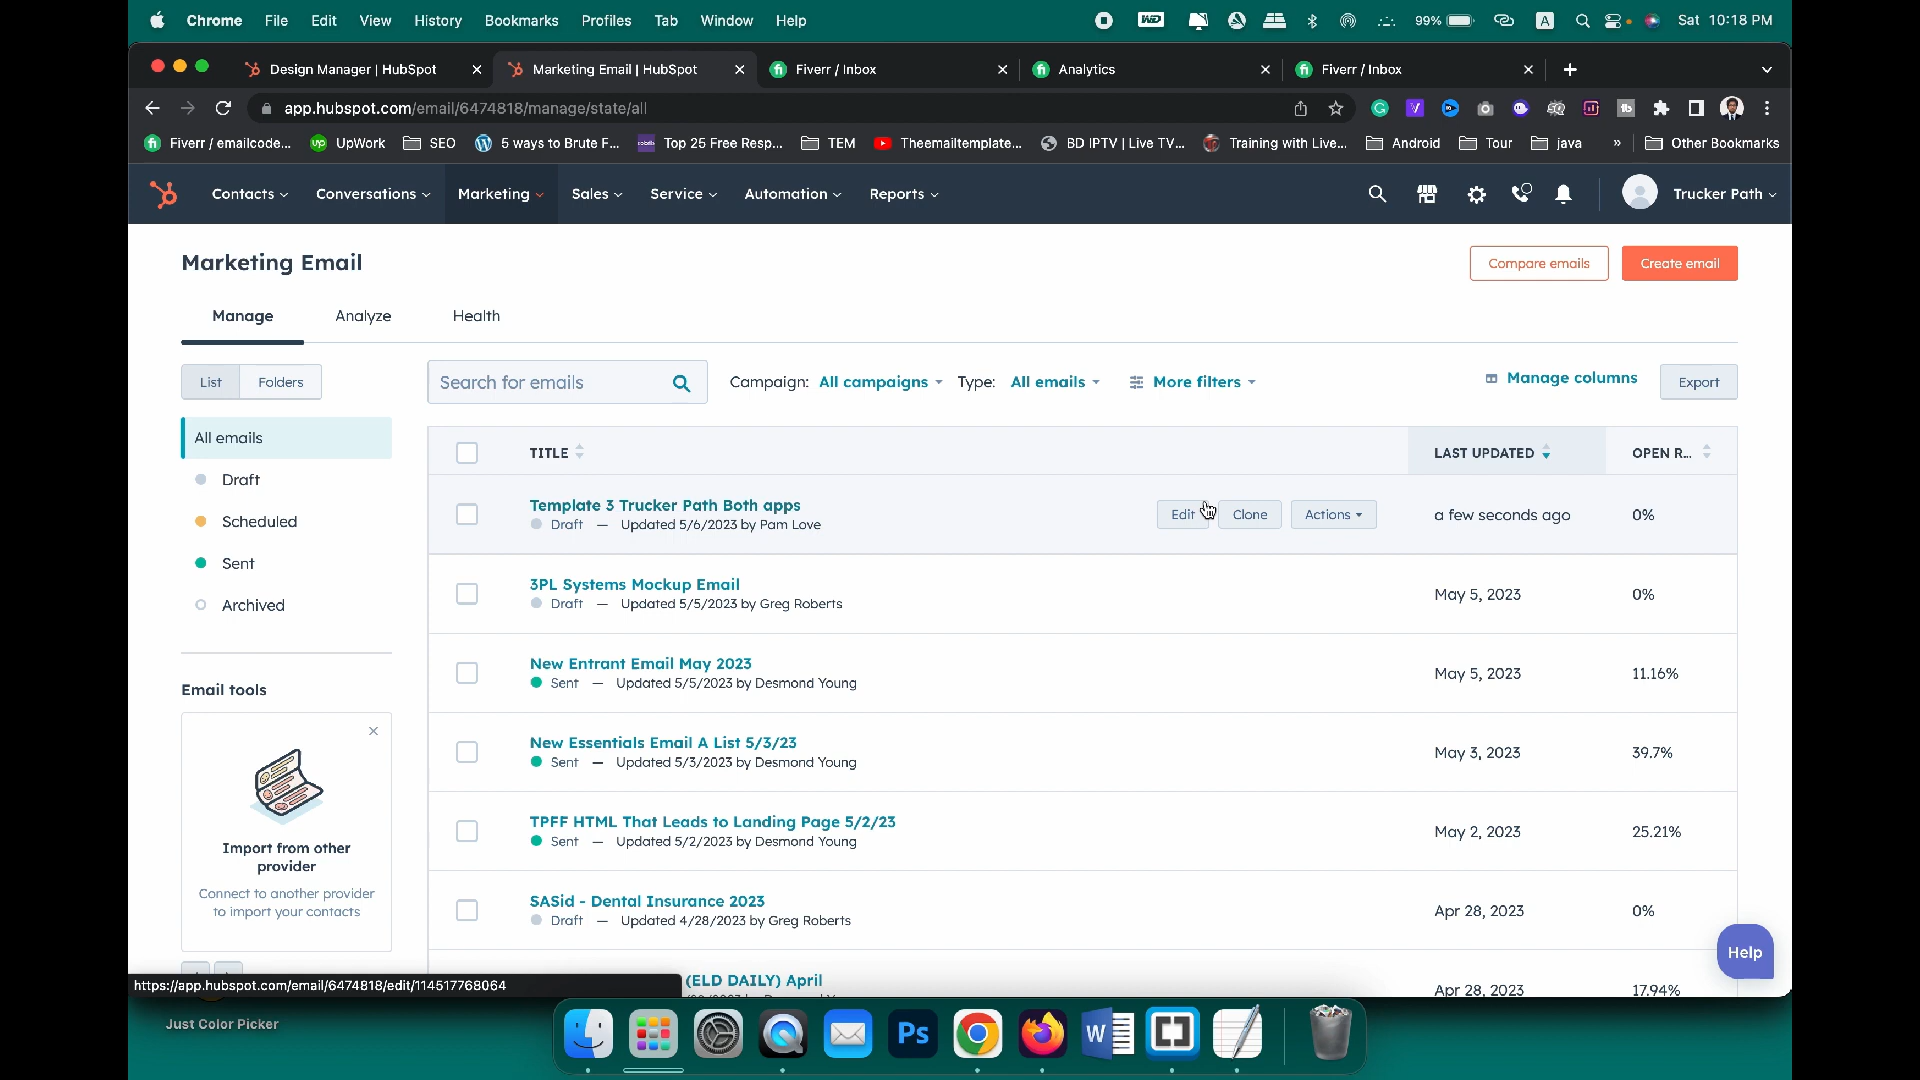 Chrome File Edit View History Bookmarks Profiles Tab Window Help
WD 99% A Sat 10:18 PM
Design Manager | HubSpot
Marketing Email | HubSpot
Fiverr / Inbox
Analytics
Fiverr / Inbox
app.hubspot.com/email/6474818/manage/state/all
Fiverr / emailcode... UpWork SEO 5 ways to Brute F... Top 25 Free Resp... TEM Theemailtemplate... BD IPTV | Live TV... Training with Live... Android Tour java » Other Bookmarks
Contacts Conversations Marketing Sales Service Automation Reports Trucker Path
Marketing Email
Compare emails
Create email
Manage Analyze Health
List Folders
Search for emails
Campaign: All campaigns Type: All emails More filters
Manage columns
Export
All emails
Draft
Scheduled
Sent
Archived
Email tools
Import from other
provider
Connect to another provider
to import your contacts
TITLE LAST UPDATED OPEN R...
Template 3 Trucker Path Both apps
Draft — Updated 5/6/2023 by Pam Love
Edit Clone Actions
a few seconds ago 0%
3PL Systems Mockup Email
Draft — Updated 5/5/2023 by Greg Roberts
May 5, 2023 0%
New Entrant Email May 2023
Sent — Updated 5/5/2023 by Desmond Young
May 5, 2023 11.16%
New Essentials Email A List 5/3/23
Sent — Updated 5/3/2023 by Desmond Young
May 3, 2023 39.7%
TPFF HTML That Leads to Landing Page 5/2/23
Sent — Updated 5/2/2023 by Desmond Young
May 2, 2023 25.21%
SASid - Dental Insurance 2023
Draft — Updated 4/28/2023 by Greg Roberts
Apr 28, 2023 0%
(ELD DAILY) April
Apr 28, 2023 17.94%
Help
https://app.hubspot.com/email/6474818/edit/114517768064
Just Color Picker
Ps
W